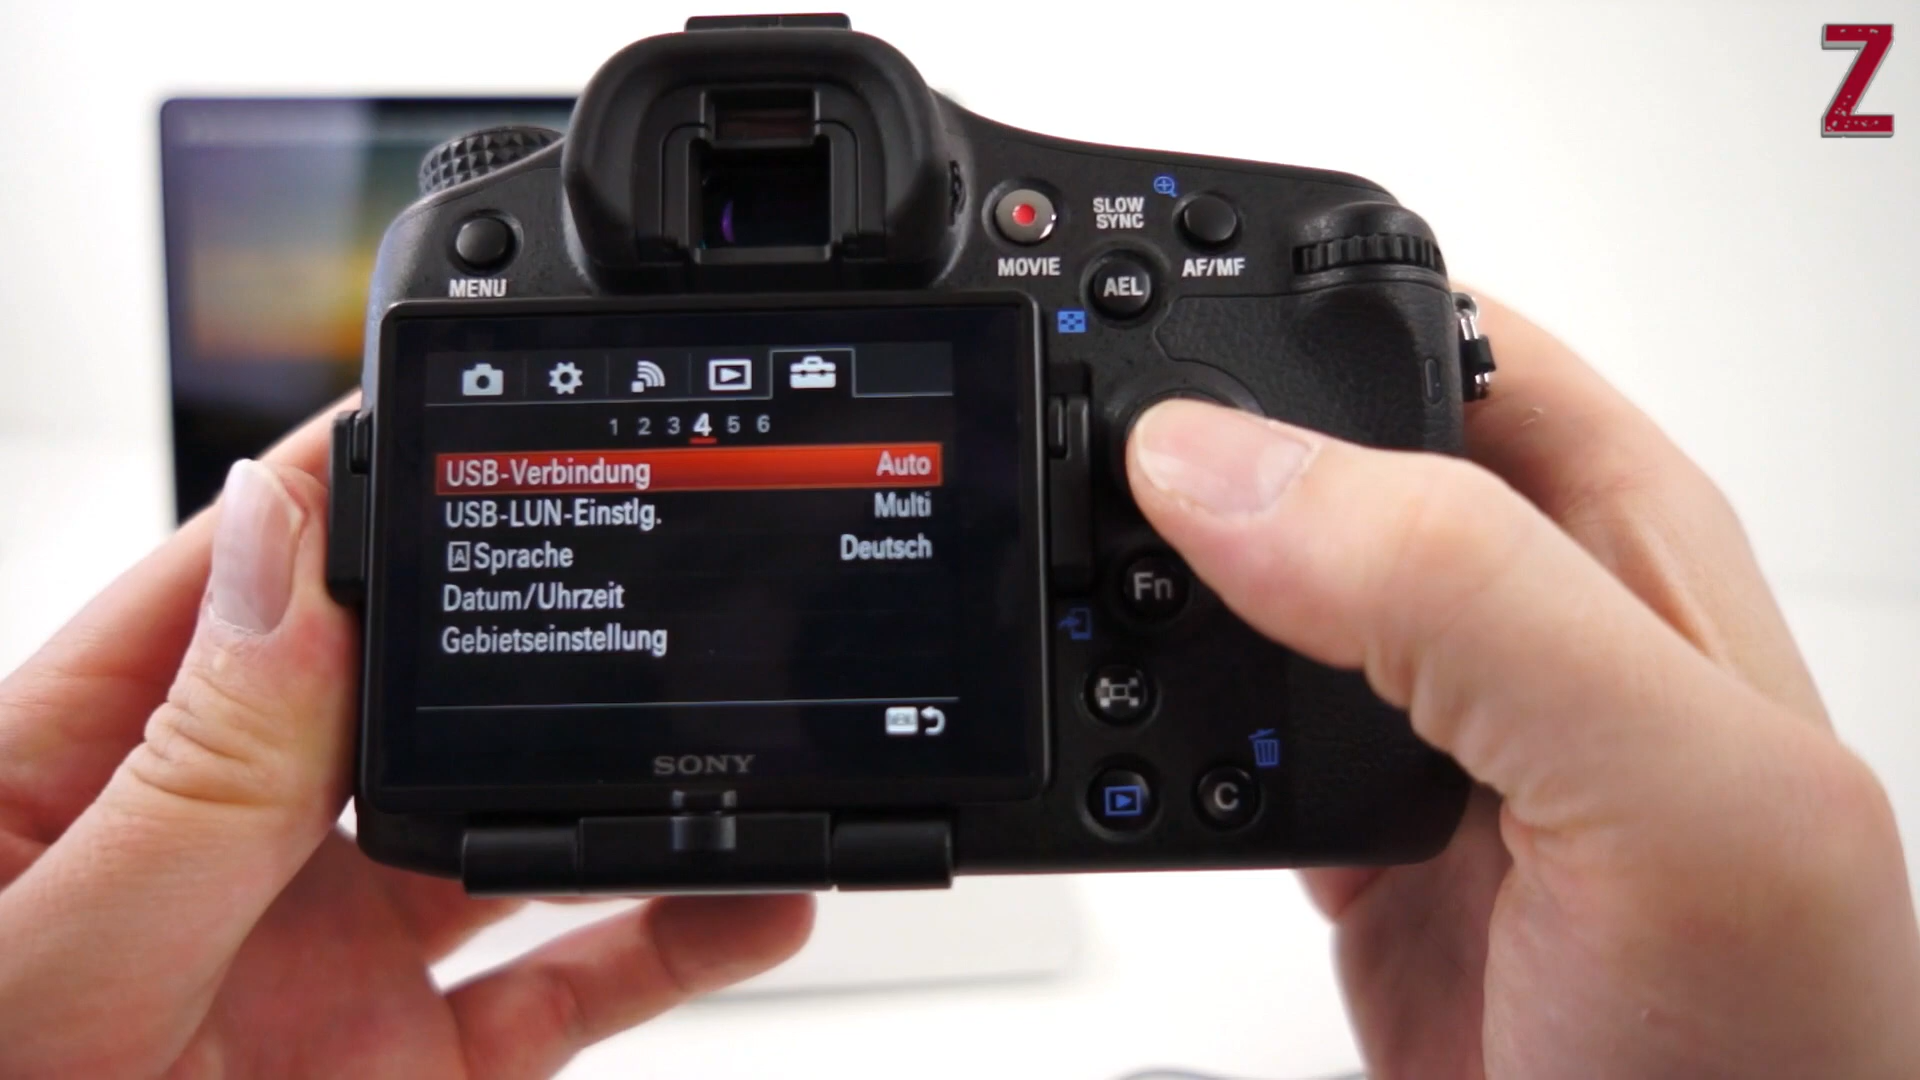 Z
SLOW
SYNC
MENU
MOVIE
AF/MF
AEL
1 2 3 4 5 6
USB-Verbindung Auto
USB-LUN-Einstlg. Multi
A Sprache Deutsch
Datum/Uhrzeit
Gebietseinstellung
Fn
MENU
SONY
C